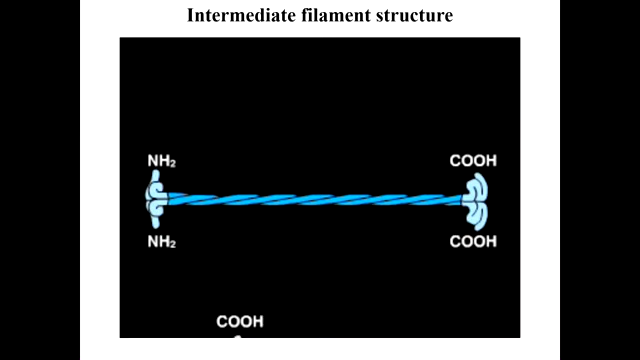 Intermediate filament structure
NH₂ COOH
NH₂ COOH
COOH